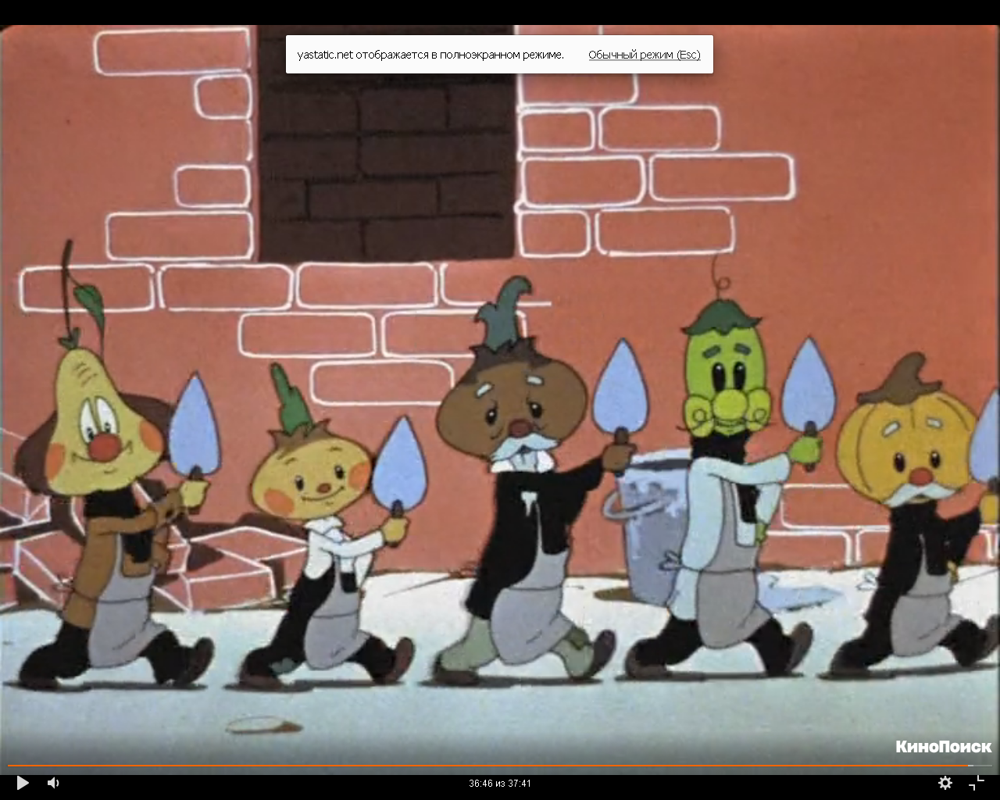 yastatic.net отображается в полноэкранном режиме. Обычный режим (Esc)
КиноПоиск
36:46 из 37:41